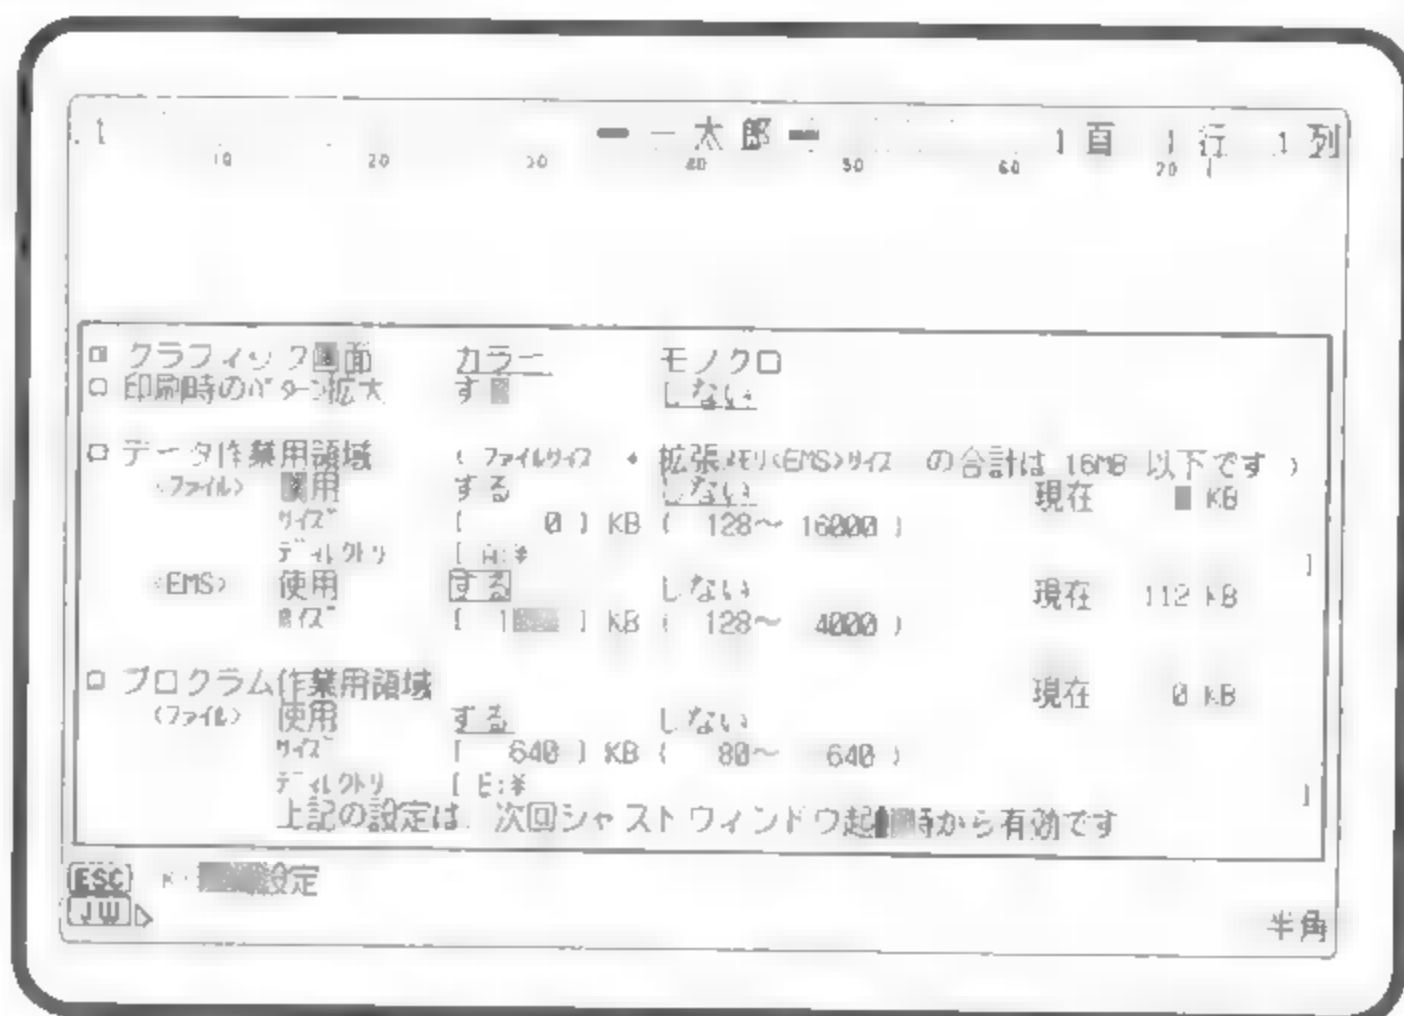 .1 一太郎 1頁 1行 1列
10 20 30 40 50 60 70
グラフィック画面 カラー モノクロ
印刷時のパターン拡大 す しない
データ作業用領域 ( ファイルサイズ + 拡張メモリ<EMS>サイズ の合計は 16MB 以下です )
<ファイル> 使用 する しない 現在 KB
サイズ [ 0 ] KB ( 128～ 16000 )
ディレクトリ [ A:¥ ]
<EMS> 使用 する しない 現在 112 KB
サイズ [ 1 ] KB ( 128～ 4000 )
プログラム作業用領域 現在 0 KB
<ファイル> 使用 する しない
サイズ [ 640 ] KB ( 80～ 640 )
ディレクトリ [ E:¥ ]
上記の設定は、次回ジャストウィンドウ起動時から有効です
ESC K 設定
JW 半角